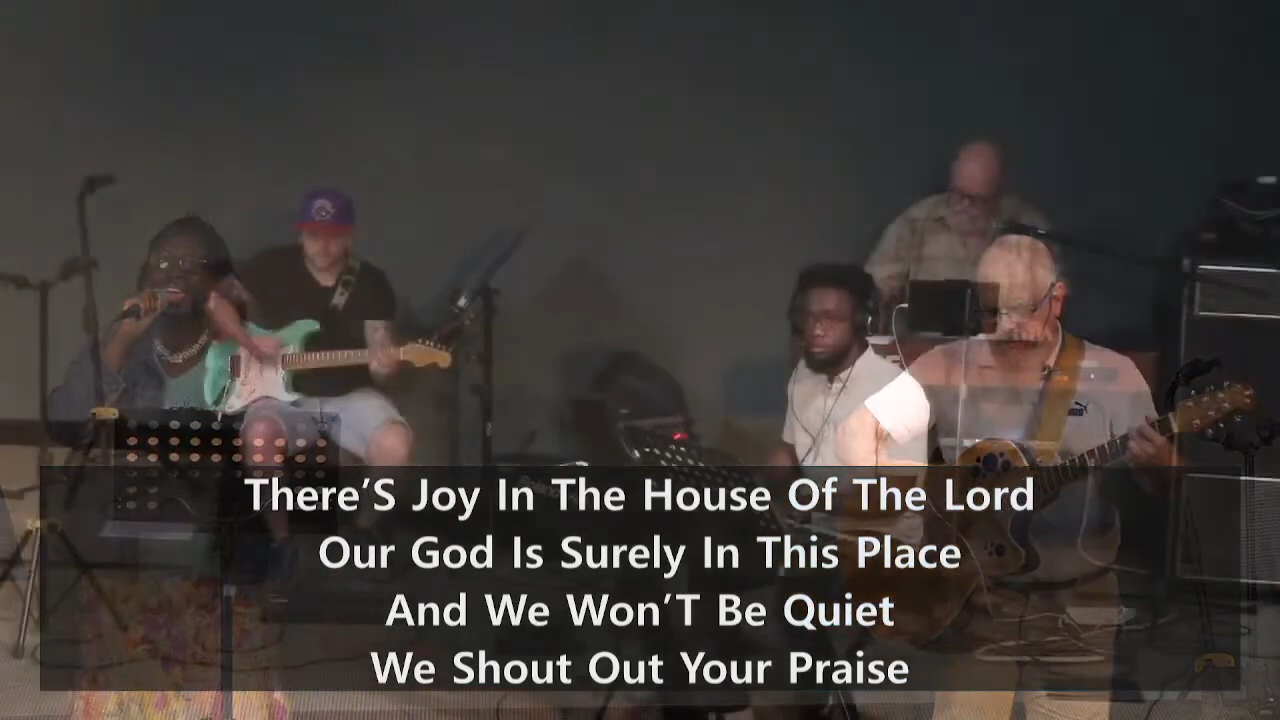 There’S Joy In The House Of The Lord
Our God Is Surely In This Place
And We Won’T Be Quiet
We Shout Out Your Praise